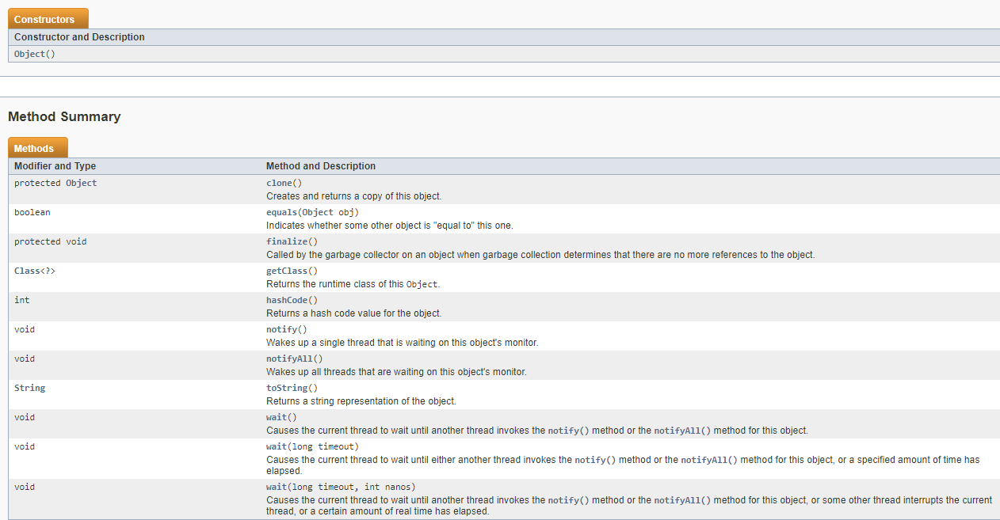 Constructors
Constructor and Description
Object()
Method Summary
Methods
Modifier and Type Method and Description
protected Object clone()
Creates and returns a copy of this object.
boolean equals(Object obj)
Indicates whether some other object is "equal to" this one.
protected void finalize()
Called by the garbage collector on an object when garbage collection determines that there are no more references to the object.
Class<?> getClass()
Returns the runtime class of this Object.
int hashCode()
Returns a hash code value for the object.
void notify()
Wakes up a single thread that is waiting on this object's monitor.
void notifyAll()
Wakes up all threads that are waiting on this object's monitor.
String toString()
Returns a string representation of the object.
void wait()
Causes the current thread to wait until another thread invokes the notify() method or the notifyAll() method for this object.
void wait(long timeout)
Causes the current thread to wait until either another thread invokes the notify() method or the notifyAll() method for this object, or a specified amount of time has
elapsed.
void wait(long timeout, int nanos)
Causes the current thread to wait until another thread invokes the notify() method or the notifyAll() method for this object, or some other thread interrupts the current
thread, or a certain amount of real time has elapsed.